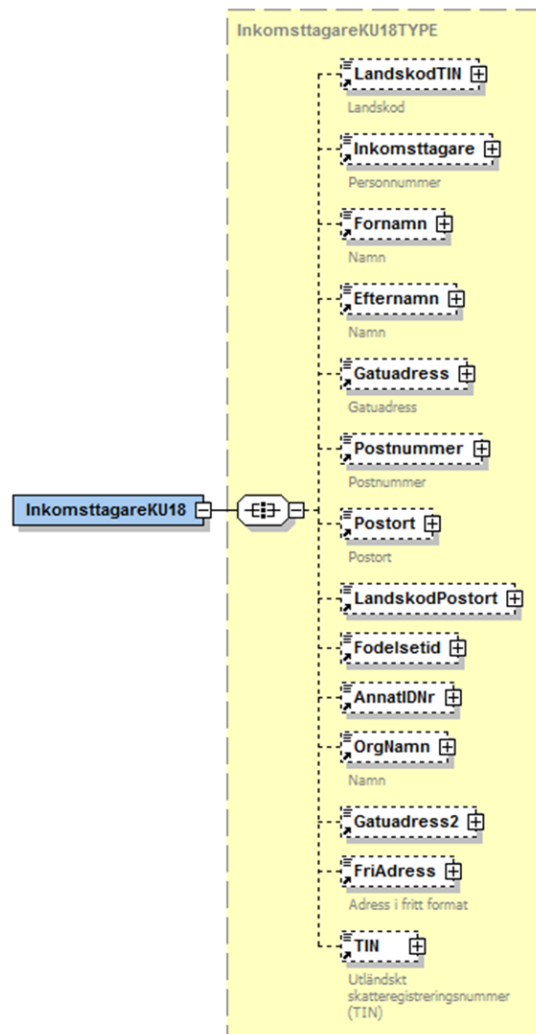 InkomsttagareKU18TYPE
LandskodTIN
Landskod
Inkomsttagare
Personnummer
Fornamn
Namn
Efternamn
Namn
Gatuadress
Gatuadress
Postnummer
Postnummer
InkomsttagareKU18
Postort
Postort
LandskodPostort
Fodelsetid
AnnatIDNr
OrgNamn
Namn
Gatuadress2
FriAdress
Adress i fritt format
TIN
Utländskt
skatteregistreringsnummer
(TIN)